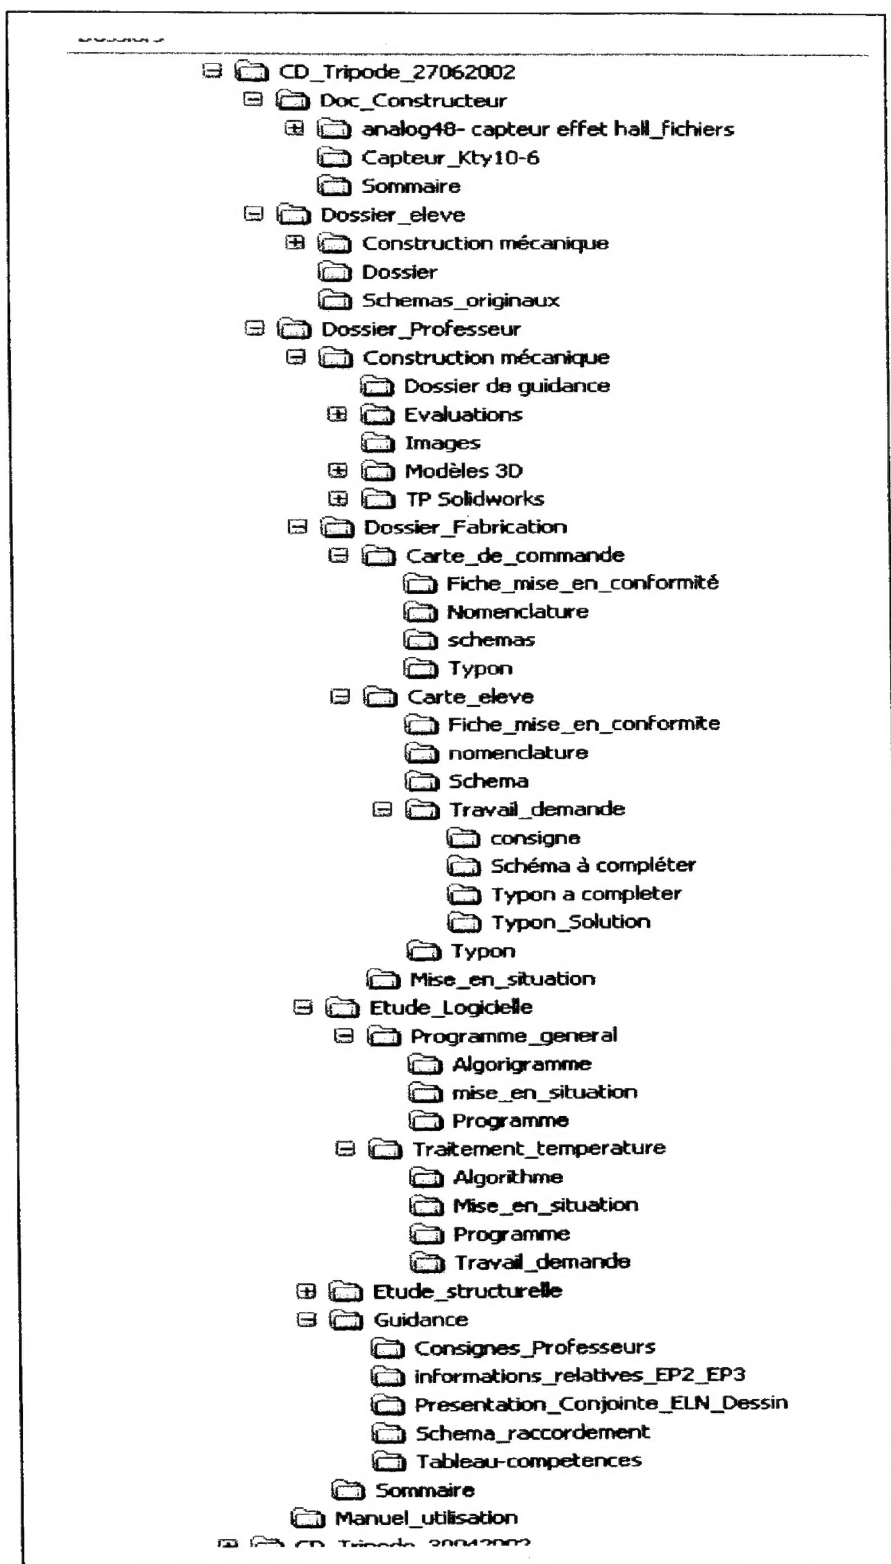 Dossiers
CD_Tripode_27062002
Doc_Constructeur
analog48- capteur effet hall_fichiers
Capteur_Kty10-6
Sommaire
Dossier_eleve
Construction mécanique
Dossier
Schemas_originaux
Dossier_Professeur
Construction mécanique
Dossier de guidance
Evaluations
Images
Modèles 3D
TP Solidworks
Dossier_Fabrication
Carte_de_commande
Fiche_mise_en_conformité
Nomenclature
schemas
Typon
Carte_eleve
Fiche_mise_en_conformite
nomenclature
Schema
Travail_demande
consigne
Schéma à compléter
Typon a completer
Typon_Solution
Typon
Mise_en_situation
Etude_Logicielle
Programme_general
Algorigramme
mise_en_situation
Programme
Traitement_temperature
Algorithme
Mise_en_situation
Programme
Travail_demande
Etude_structurelle
Guidance
Consignes_Professeurs
informations_relatives_EP2_EP3
Presentation_Conjointe_ELN_Dessin
Schema_raccordement
Tableau-competences
Sommaire
Manuel_utilisation
CD_Tripode_30042002